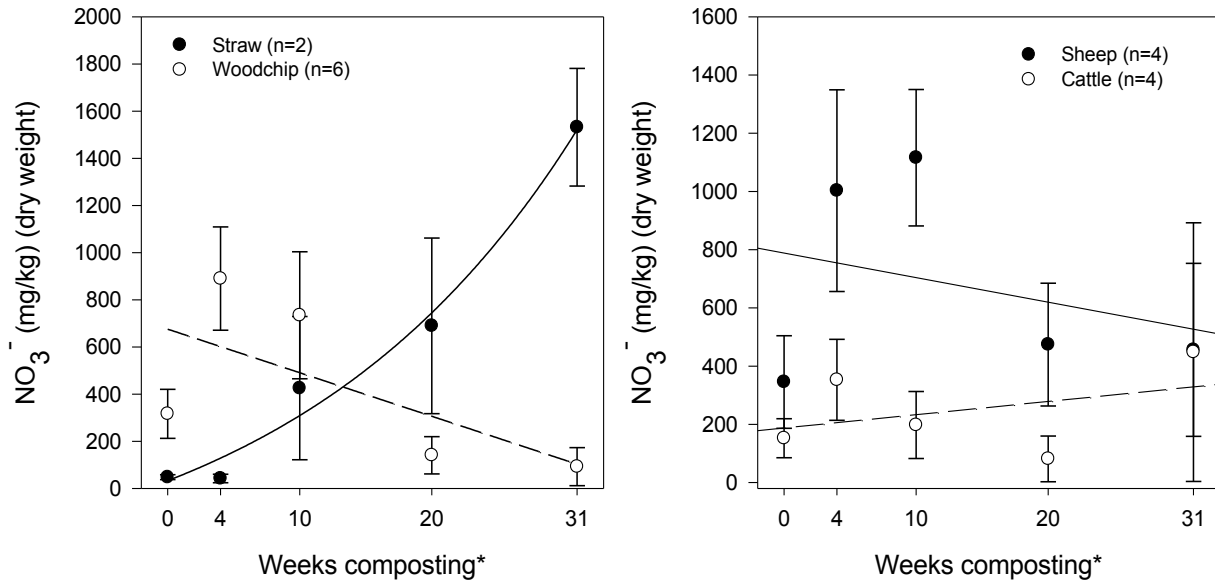 2000
1800
1600
1400
1200
1000
800
600
400
200
0
NO3- (mg/kg) (dry weight)
Straw (n=2)
Woodchip (n=6)
0 4 10 20 31
Weeks composting*
1600
1400
1200
1000
800
600
400
200
0
NO3- (mg/kg) (dry weight)
Sheep (n=4)
Cattle (n=4)
0 4 10 20 31
Weeks composting*